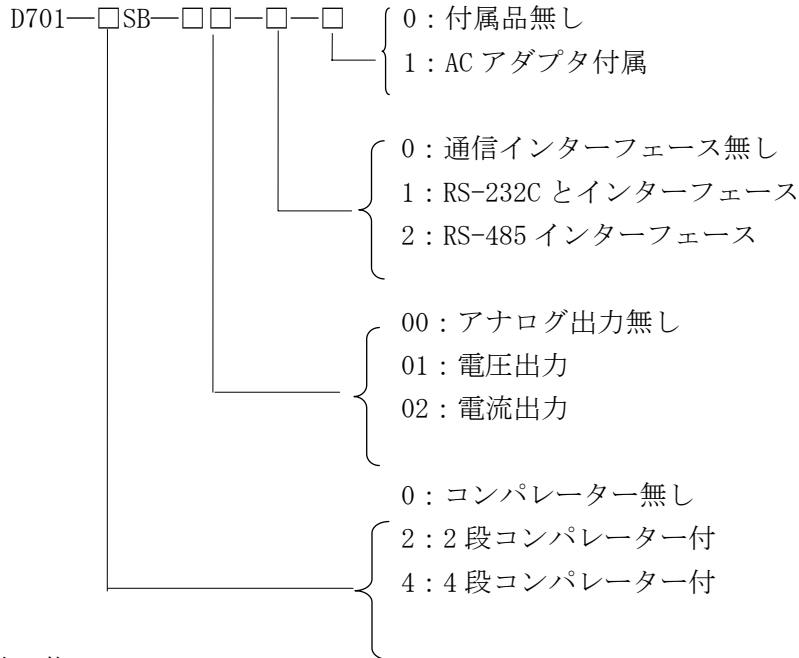 D701―□SB―□□―□―□
0：付属品無し
1：AC アダプタ付属
0：通信インターフェース無し
1：RS-232C とインターフェース
2：RS-485 インターフェース
00：アナログ出力無し
01：電圧出力
02：電流出力
0：コンパレーター無し
2：2 段コンパレーター付
4：4 段コンパレーター付